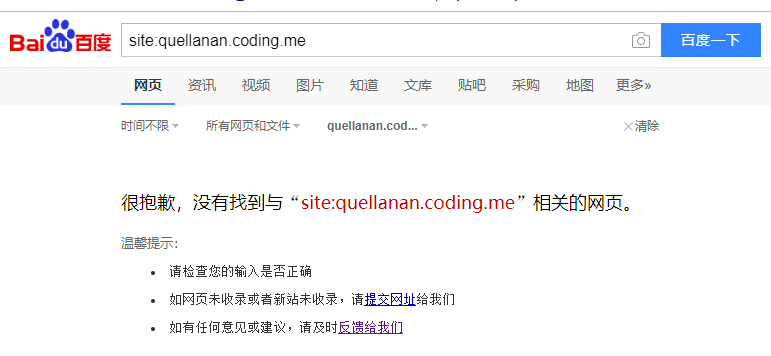 Bai du 百度 site:quellanan.coding.me 百度一下
网页 资讯 视频 图片 知道 文库 贴吧 采购 地图 更多»
时间不限 所有网页和文件 quellanan.cod... 清除
很抱歉，没有找到与“site:quellanan.coding.me”相关的网页。
温馨提示：
• 请检查您的输入是否正确
• 如网页未收录或者新站未收录，请提交网址给我们
• 如有任何意见或建议，请及时反馈给我们